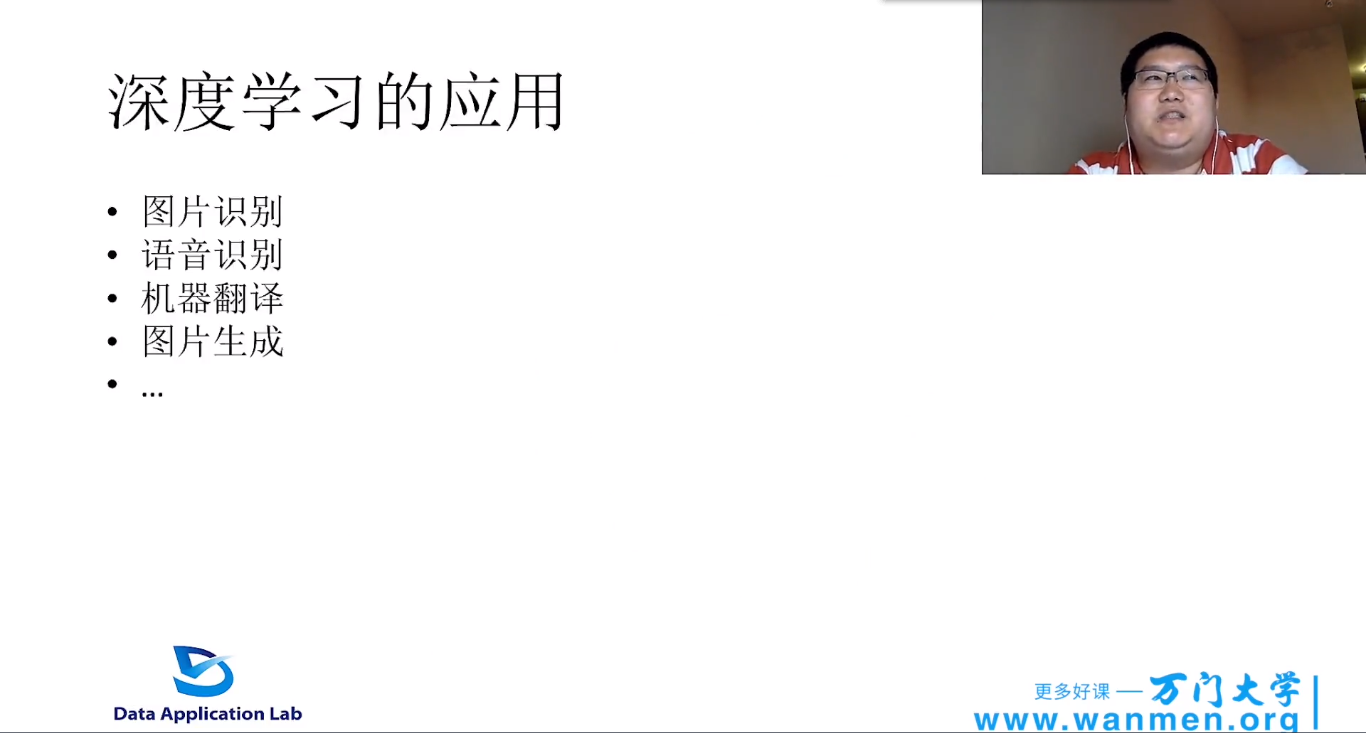 深度学习的应用
• 图片识别
• 语音识别
• 机器翻译
• 图片生成
• ...
Data Application Lab
更多好课 — 万门大学
www.wanmen.org